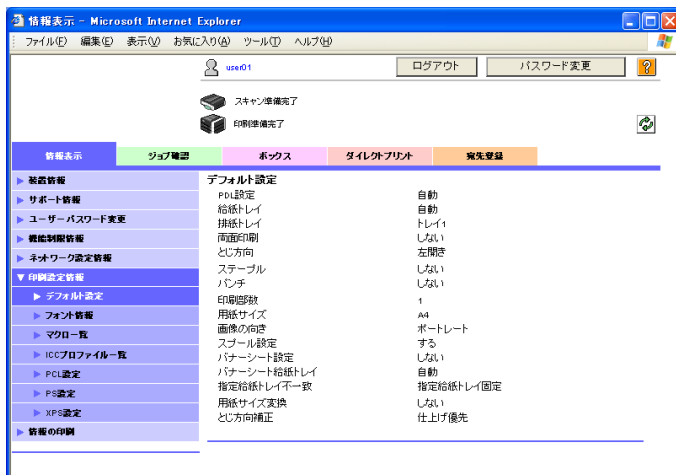 情報表示 - Microsoft Internet Explorer
ファイル(F) 編集(E) 表示(V) お気に入り(A) ツール(T) ヘルプ(H)
user01 ログアウト パスワード変更 ?
スキャン準備完了
印刷準備完了
情報表示 ジョブ確認 ボックス ダイレクトプリント 宛先登録
装置情報
サポート情報
ユーザーパスワード変更
機能制限情報
ネットワーク設定情報
印刷設定情報
デフォルト設定
フォント情報
マクロ一覧
ICCプロファイル一覧
PCL設定
PS設定
XPS設定
情報の印刷
デフォルト設定
PDL設定 自動
給紙トレイ 自動
排紙トレイ トレイ1
両面印刷 しない
とじ方向 左開き
ステープル しない
パンチ しない
印刷部数 1
用紙サイズ A4
画像の向き ポートレート
スプール設定 する
バナーシート設定 しない
バナーシート給紙トレイ 自動
指定給紙トレイ不一致 指定給紙トレイ固定
用紙サイズ変換 しない
とじ方向補正 仕上げ優先